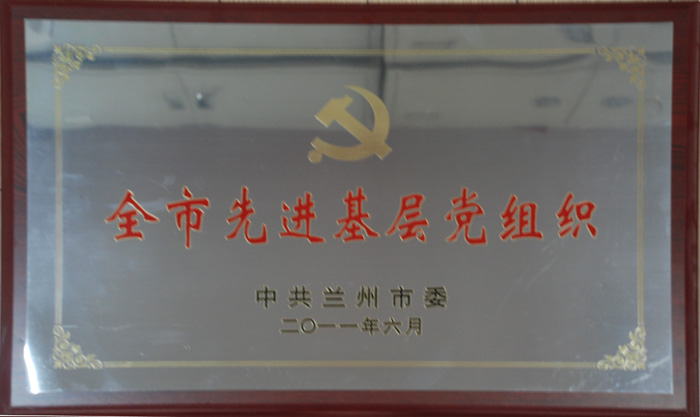 全市先进基层党组织
中共兰州市委
二〇一一年六月